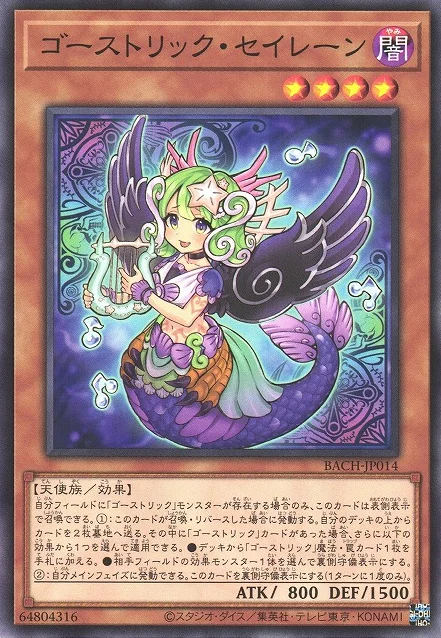 ゴーストリック・セイレーン
闇
BACH-JP014
【天使族／効果】
自分フィールドに「ゴーストリック」モンスターが存在する場合のみ、このカードは表側表示
で召喚できる。①：このカードが召喚・リバースした場合に発動する。自分のデッキの上から
カードを２枚墓地へ送る。その中に「ゴーストリック」カードがあった場合、さらに以下の
効果から１つを選んで適用できる。●デッキから「ゴーストリック」魔法・罠カード１枚を
手札に加える。●相手フィールドの効果モンスター１体を選んで裏側守備表示にする。
②：自分メインフェイズに発動できる。このカードを裏側守備表示にする（１ターンに１度のみ）。
ATK/ 800 DEF/1500
64804316
©スタジオ・ダイス/集英社・テレビ東京・KONAMI